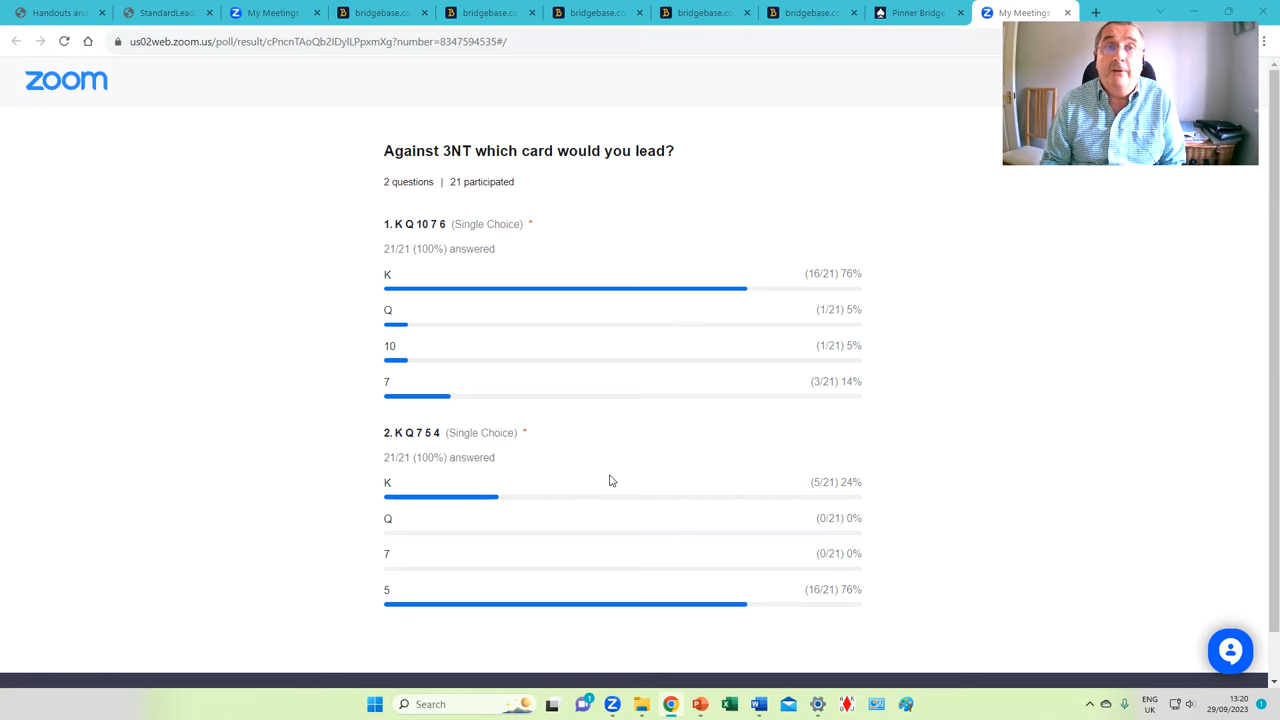 Handouts and
StandardLead
My Meetings
bridgebase.co
bridgebase.co
bridgebase.co
bridgebase.co
bridgebase.co
Pinner Bridge
My Meetings
us02web.zoom.us/poll/result/cPncnTAoQb2IDylLPpxmXg?number=8347594535#/
zoom
Against 3NT which card would you lead?
2 questions | 21 participated
1. K Q 10 7 6 (Single Choice) *
21/21 (100%) answered
K (16/21) 76%
Q (1/21) 5%
10 (1/21) 5%
7 (3/21) 14%
2. K Q 7 5 4 (Single Choice) *
21/21 (100%) answered
K (5/21) 24%
Q (0/21) 0%
7 (0/21) 0%
5 (16/21) 76%
Search
1
ENG
UK
13:20
29/09/2023
1